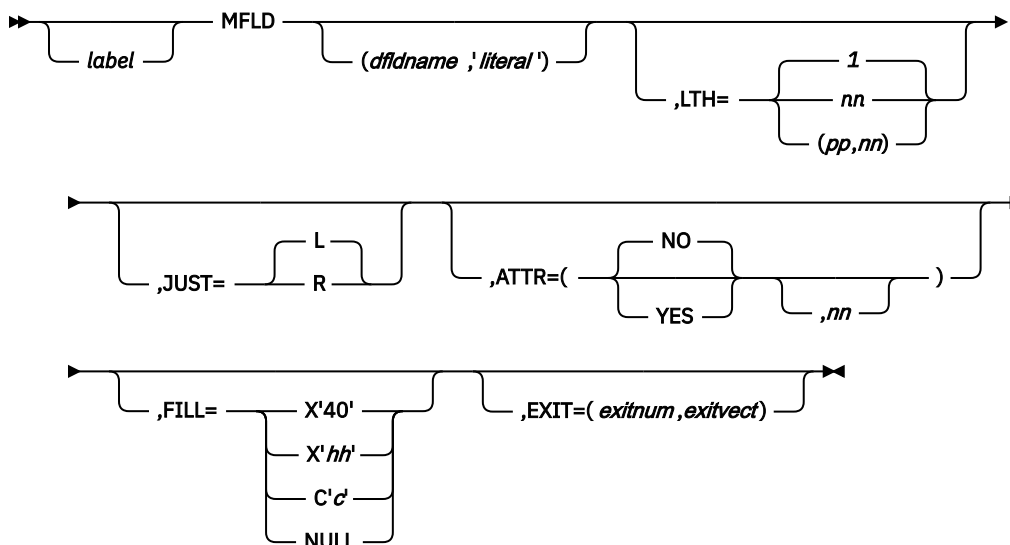 MFLD
label
(dfldname ,'literal')
,LTH=
1
nn
(pp,nn)
,JUST=
L
R
,ATTR=(
NO
YES
,nn
)
,FILL=
X'40'
X'hh'
C'c'
NULL
,EXIT=( exitnum ,exitvect)